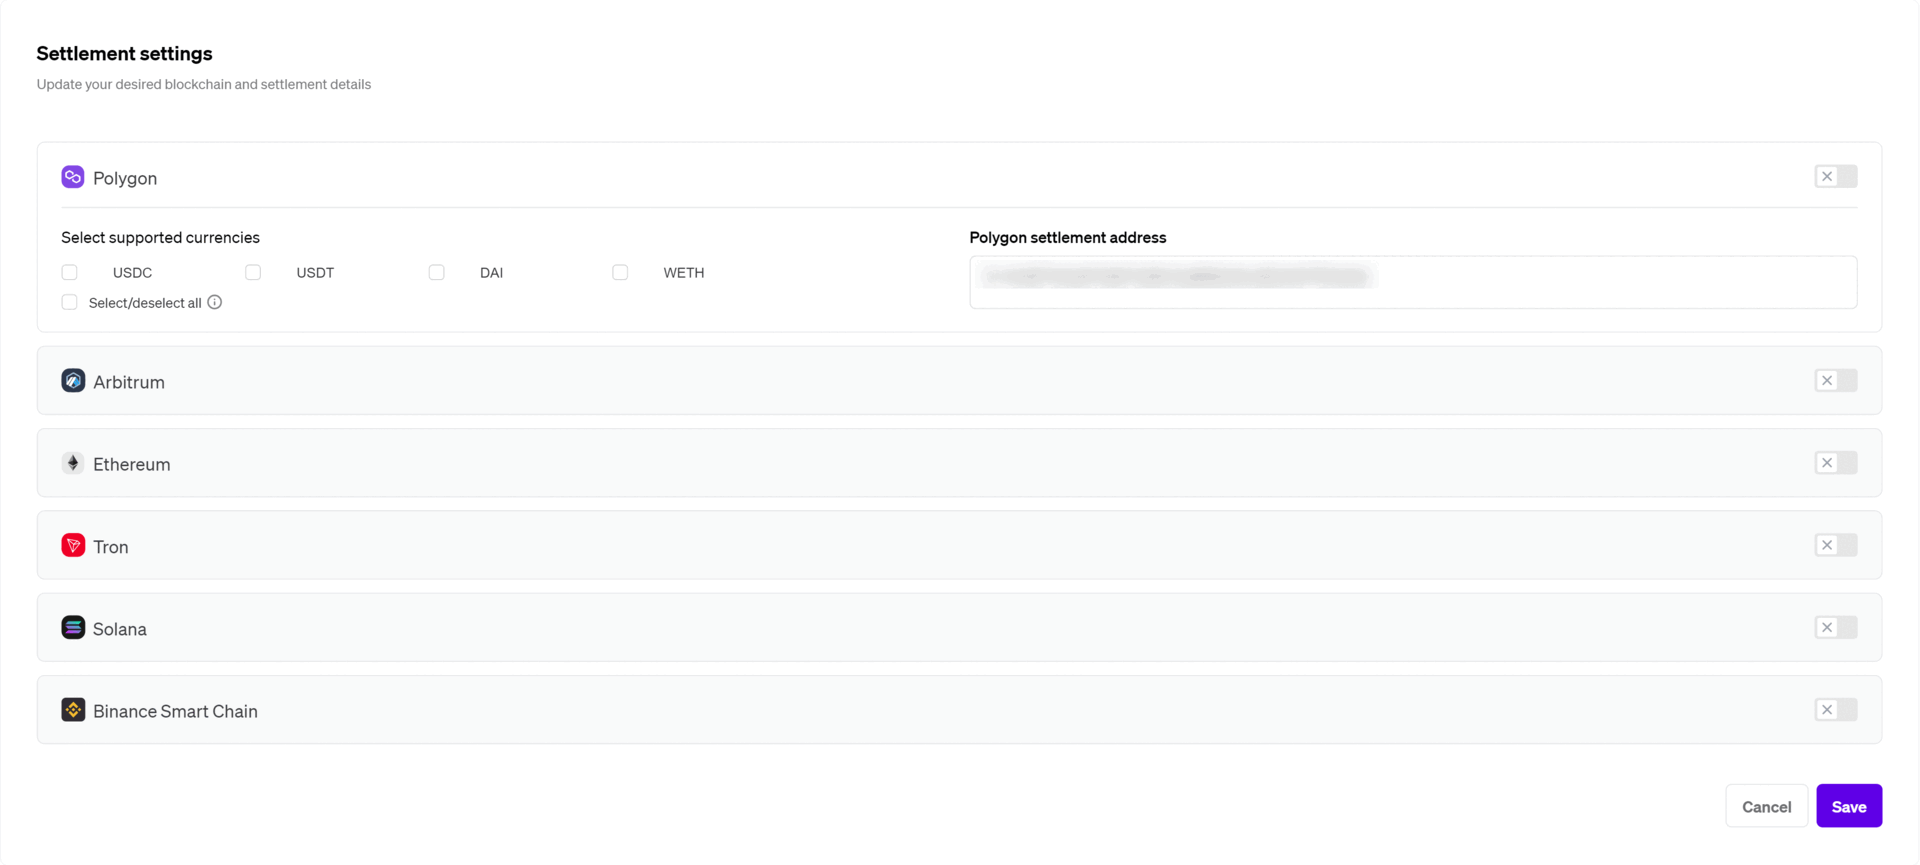 Settlement settings
Update your desired blockchain and settlement details
Polygon
Select supported currencies
USDC USDT DAI WETH
Select/deselect all
Polygon settlement address
Arbitrum
Ethereum
Tron
Solana
Binance Smart Chain
Cancel Save